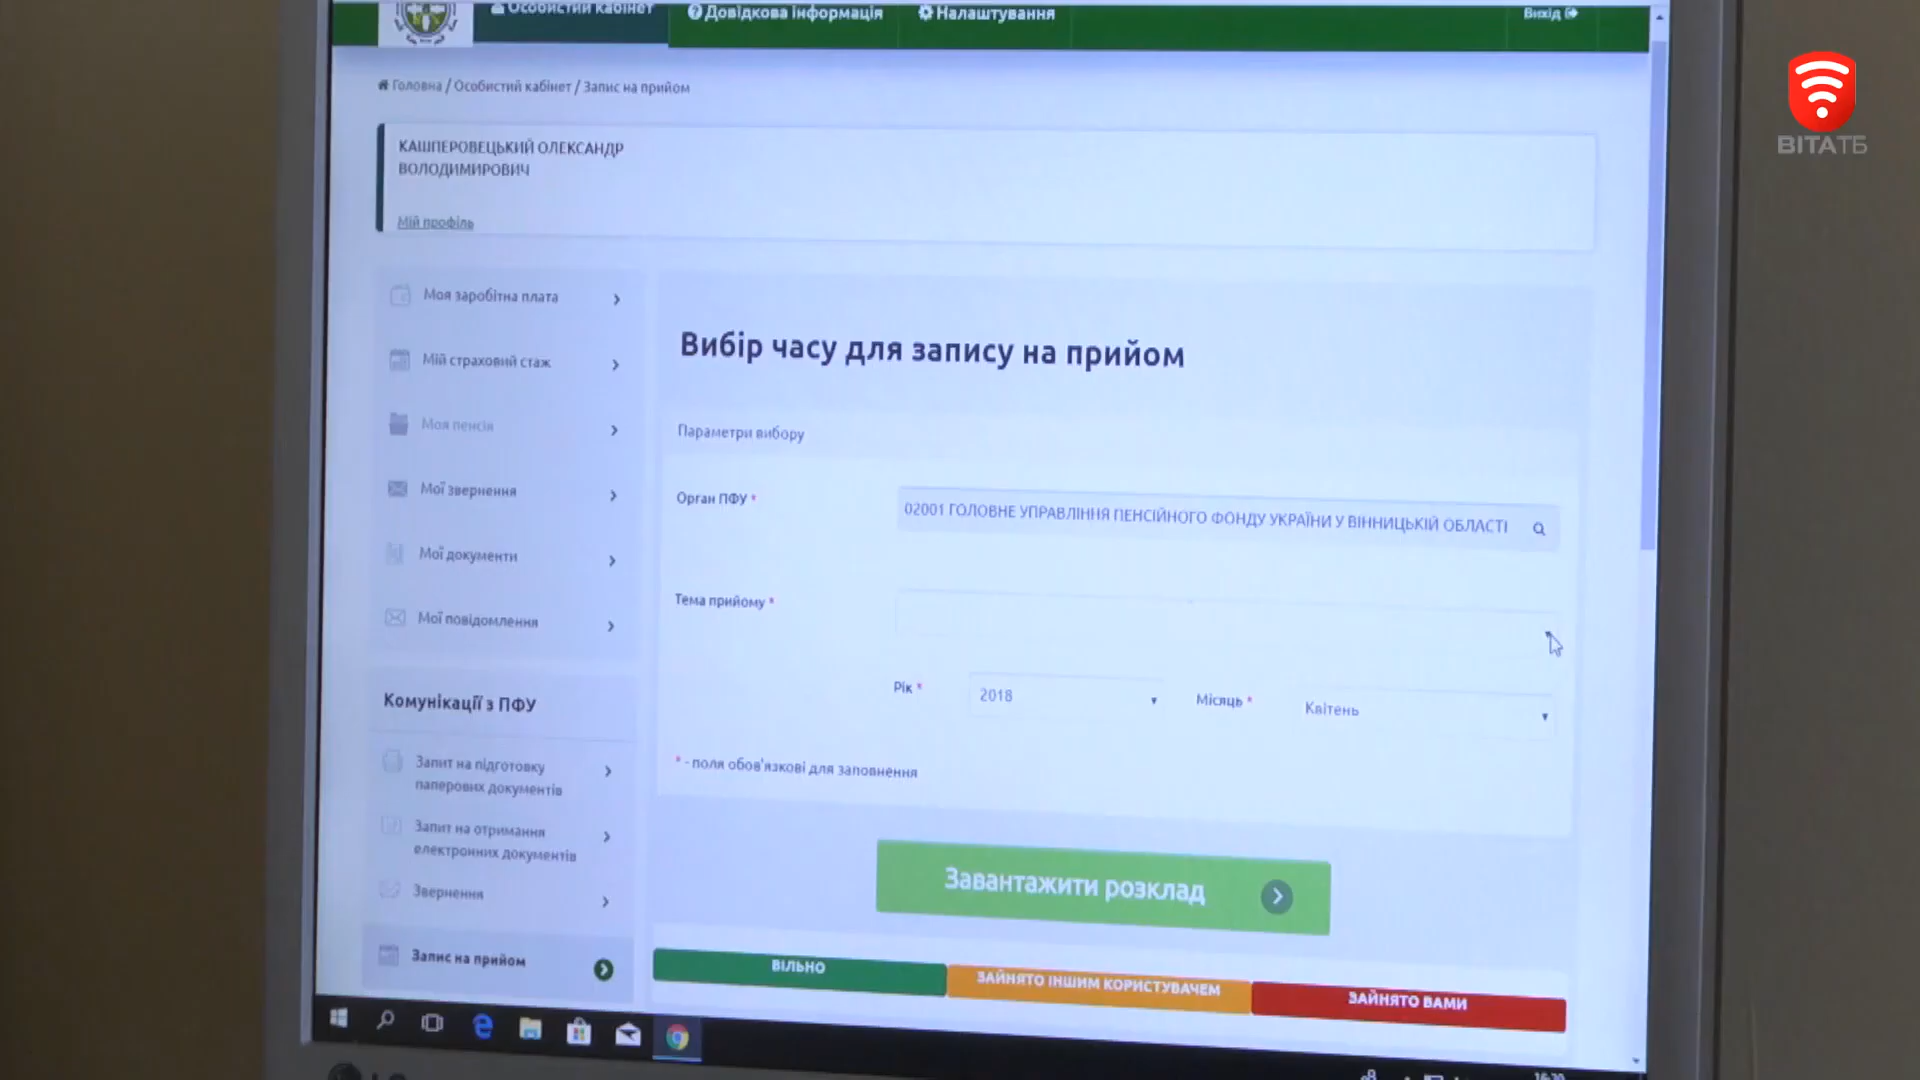 Особистий кабінет
Довідкова інформація
Налаштування
Вихід
ВІТАТБ
Головна / Особистий кабінет / Запис на прийом
КАШПЕРОВЕЦЬКИЙ ОЛЕКСАНДР
ВОЛОДИМИРОВИЧ
Мій профіль
Моя заробітна плата
Мій страховий стаж
Моя пенсія
Мої звернення
Мої документи
Мої повідомлення
Комунікації з ПФУ
Запит на підготовку
паперових документів
Запит на отримання
електронних документів
Звернення
Запис на прийом
Вибір часу для запису на прийом
Параметри вибору
Орган ПФУ *
02001 ГОЛОВНЕ УПРАВЛІННЯ ПЕНСІЙНОГО ФОНДУ УКРАЇНИ У ВІННИЦЬКІЙ ОБЛАСТІ
Тема прийому *
Рік *
2018
Місяць *
Квітень
* - поля обов'язкові для заповнення
Завантажити розклад
ВІЛЬНО
ЗАЙНЯТО ІНШИМ КОРИСТУВАЧЕМ
ЗАЙНЯТО ВАМИ